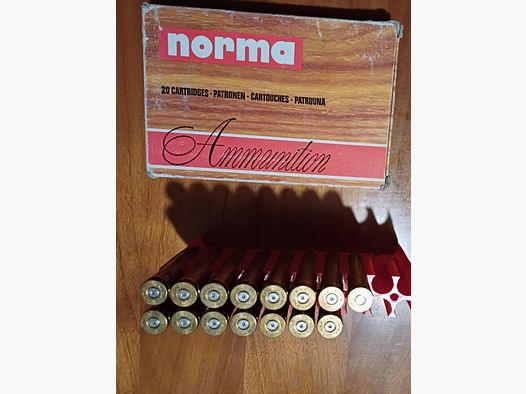 norma
20 CARTRIDGES · PATRONEN · CARTOUCHES · PATRUUNA
Ammunition